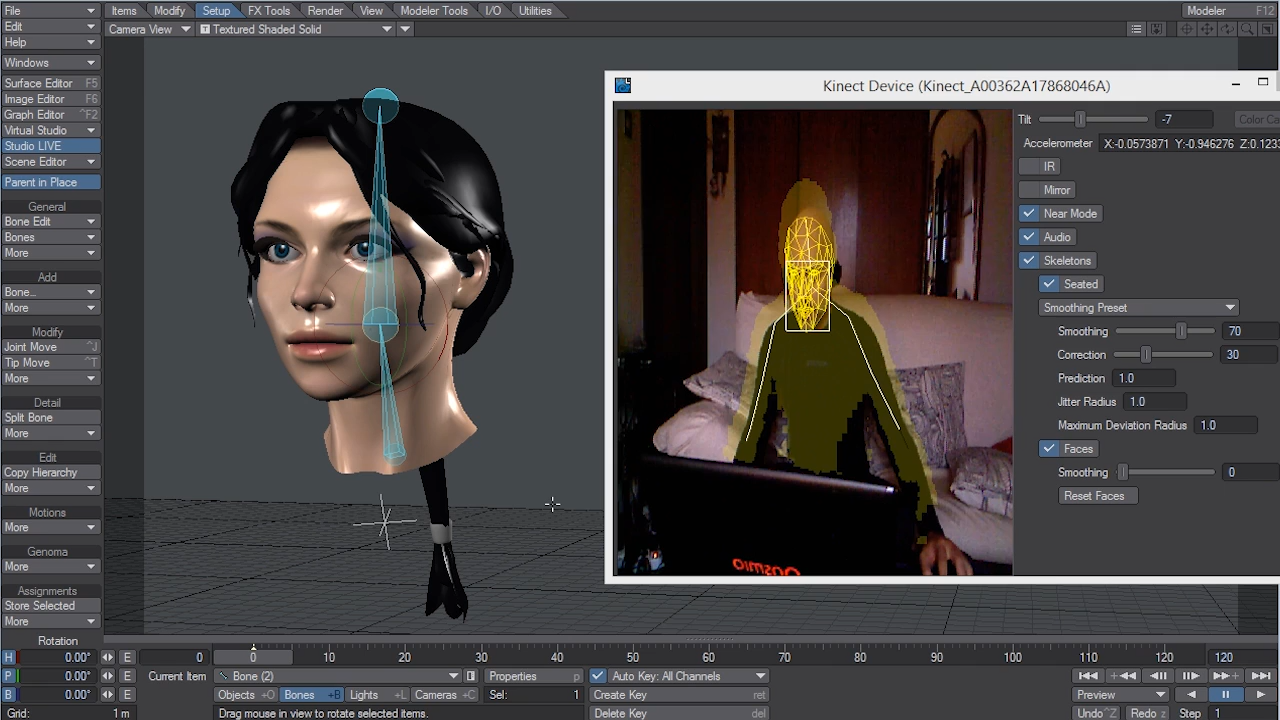 File
Edit
Help
Windows
Surface Editor F5
Image Editor F6
Graph Editor ^F2
Virtual Studio
Studio LIVE
Scene Editor
Parent in Place
General
Bone Edit
Bones
More
Add
Bone...
More
Modify
Joint Move ^J
Tip Move ^T
More
Detail
Split Bone
More
Edit
Copy Hierarchy
More
Motions
More
Genoma
More
Assignments
Store Selected
More
Items Modify Setup FX Tools Render View Modeler Tools I/O Utilities Modeler F12
Camera View T Textured Shaded Solid
Kinect Device (Kinect_A00362A17868046A)
Tilt -7 Color Ca
Accelerometer X:-0.0573871 Y:-0.946276 Z:0.1233
IR
Mirror
Near Mode
Audio
Skeletons
Seated
Smoothing Preset
Smoothing 70
Correction 30
Prediction 1.0
Jitter Radius 1.0
Maximum Deviation Radius 1.0
Faces
Smoothing 0
Reset Faces
Qosmio
Rotation
H 0.00° E 0 0 10 20 30 40 50 60 70 80 90 100 110 120 120
P 0.00° E Current Item Bone (2) Properties p Auto Key: All Channels
B 0.00° E Objects +O Bones +B Lights +L Cameras +C Sel: 1 Create Key ret Preview
Grid: 1 m Drag mouse in view to rotate selected items. Delete Key del Undo ^Z Redo z Step 1